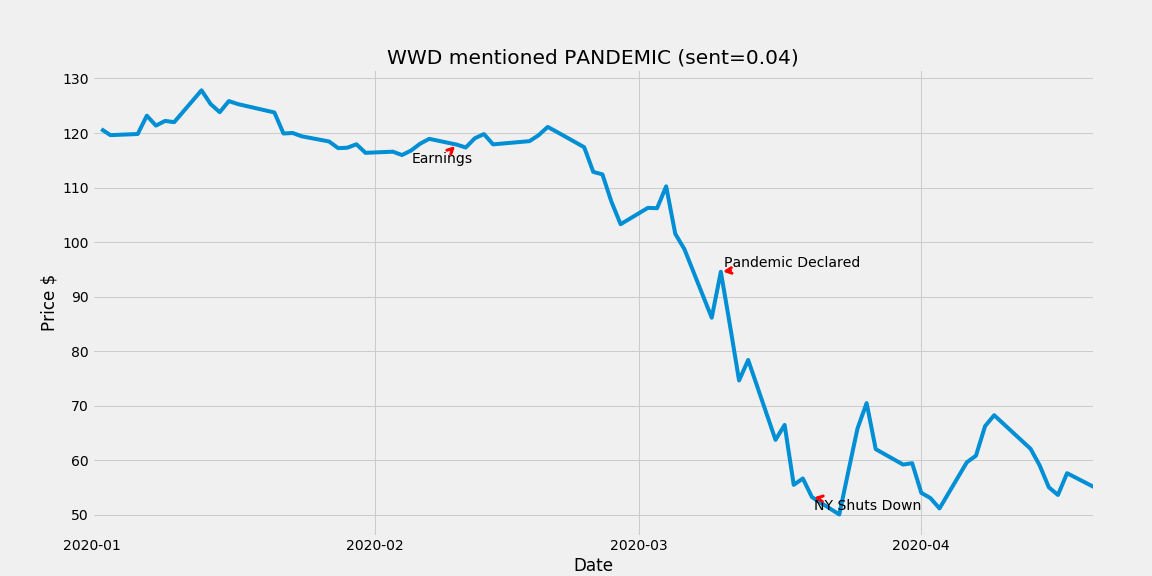 WWD mentioned PANDEMIC (sent=0.04)
130
120
110
100
90
80
70
60
50
Price $
Earnings
Pandemic Declared
NY Shuts Down
2020-01
2020-02
2020-03
2020-04
Date